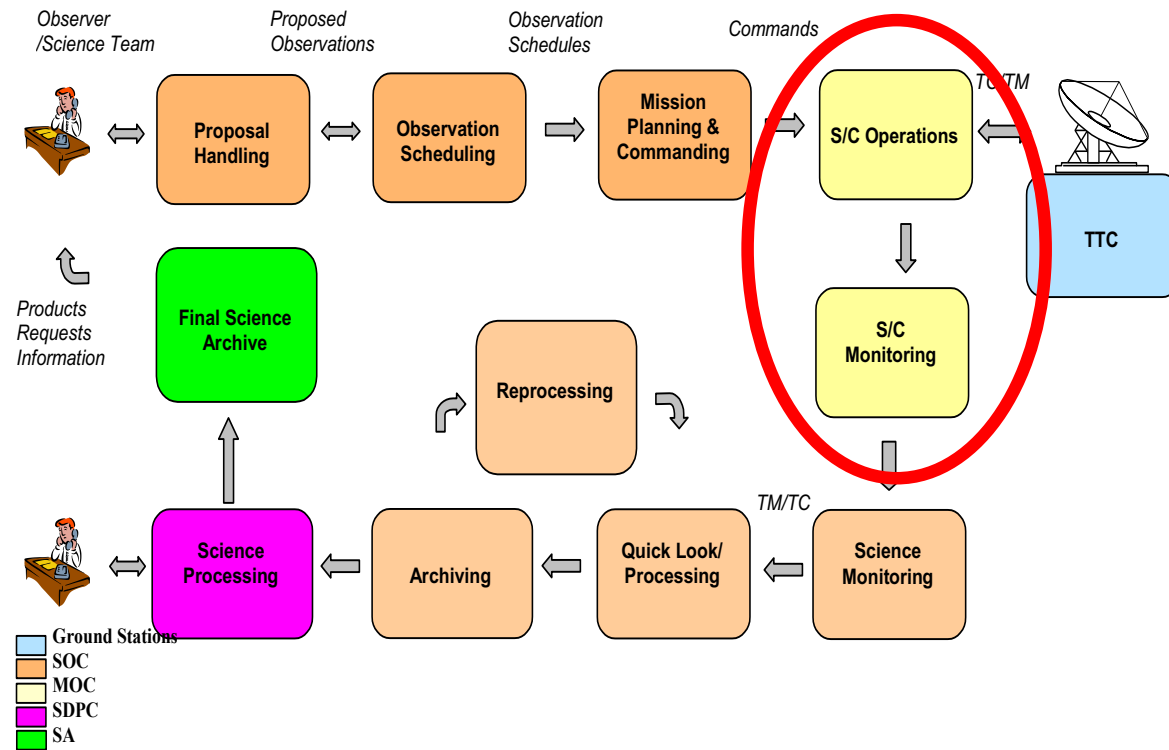 Observer
/Science Team
Proposed
Observations
Observation
Schedules
Commands
TC/TM
Proposal
Handling
Observation
Scheduling
Mission
Planning &
Commanding
S/C Operations
TTC
Products
Requests
Information
Final Science
Archive
Reprocessing
S/C
Monitoring
TM/TC
Science
Processing
Archiving
Quick Look/
Processing
Science
Monitoring
Ground Stations
SOC
MOC
SDPC
SA